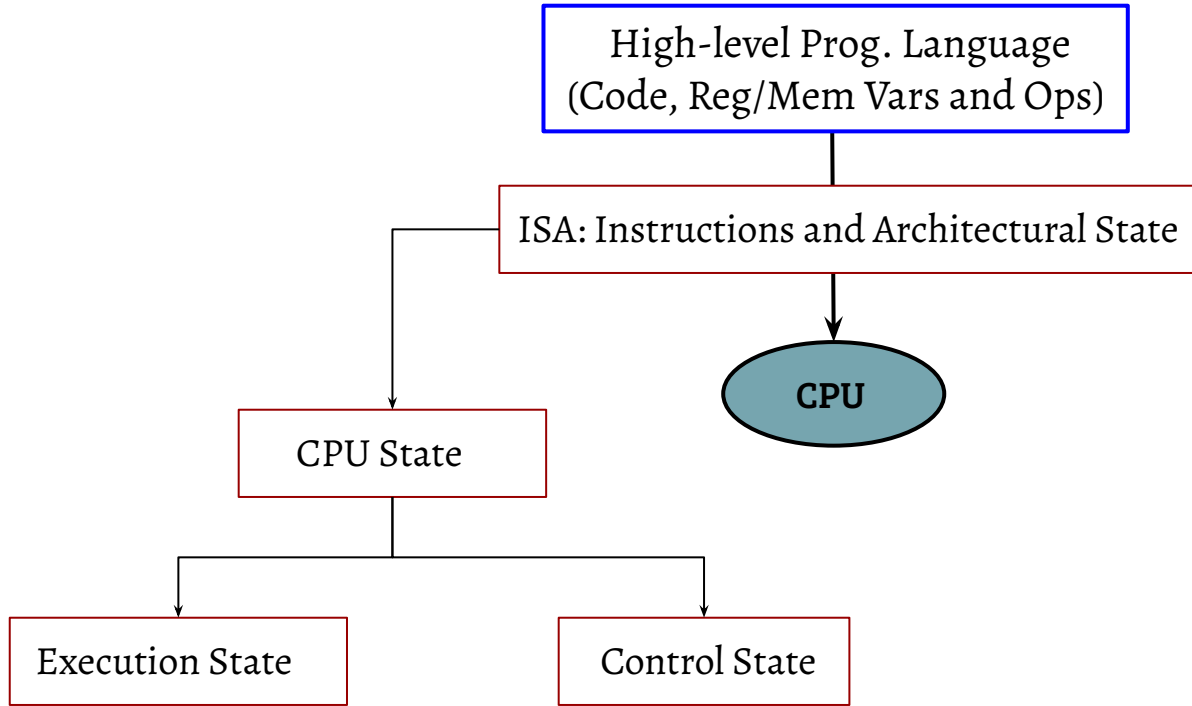 High-level Prog. Language
(Code, Reg/Mem Vars and Ops)
ISA: Instructions and Architectural State
CPU
CPU State
Execution State
Control State